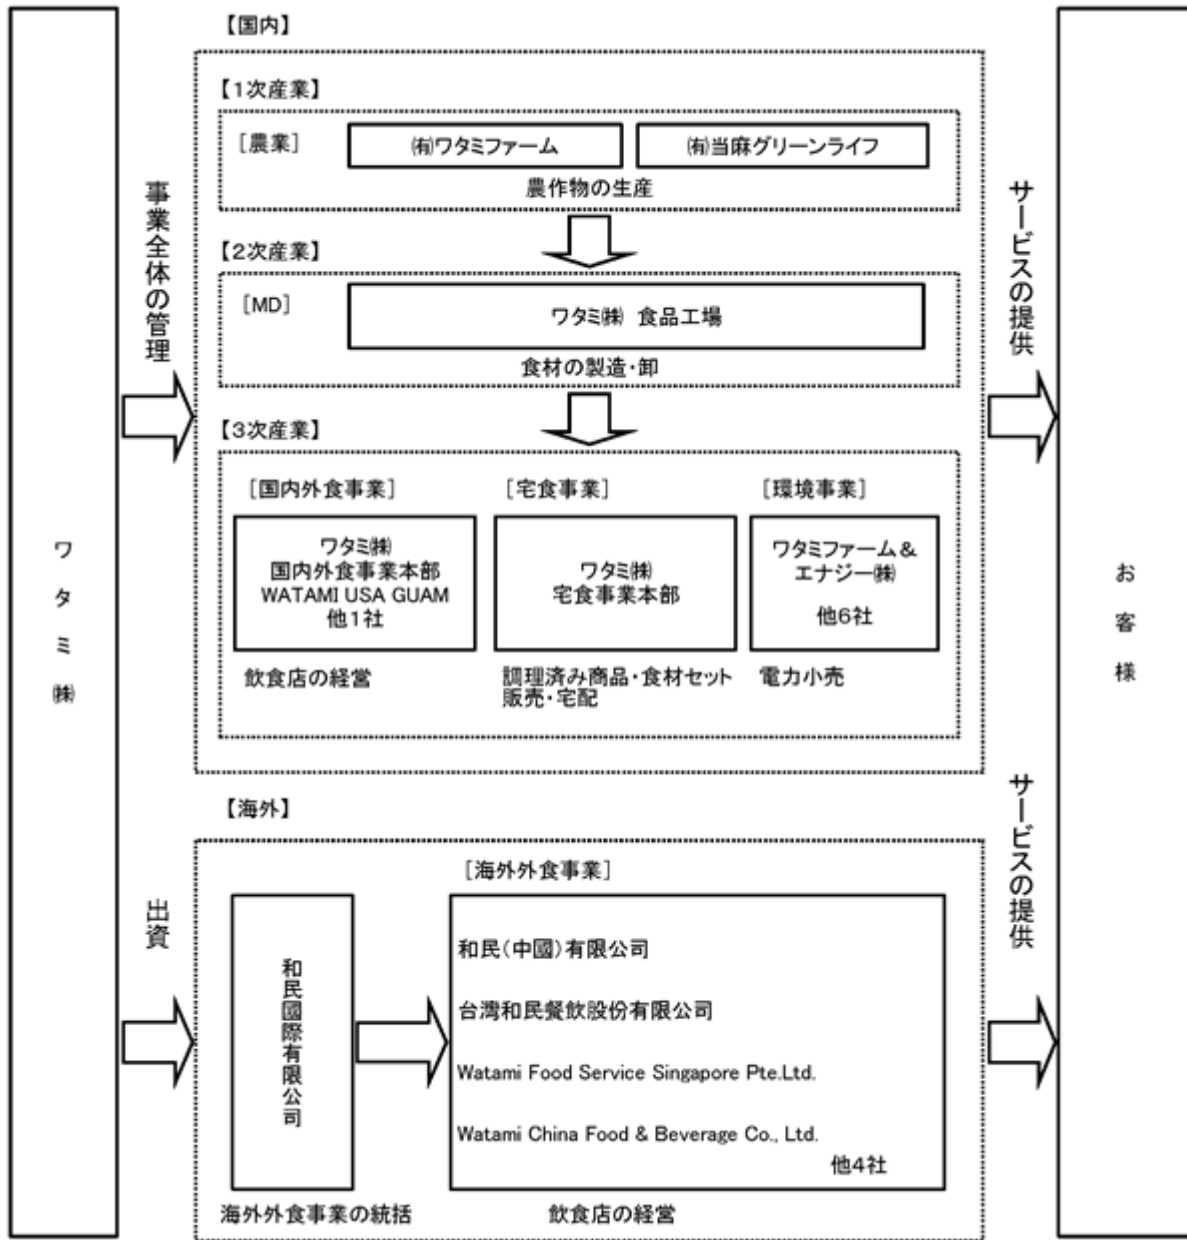 ワタミ㈱
事業全体の管理
出資
【国内】
【1次産業】
[農業]
㈲ワタミファーム
㈲当麻グリーンライフ
農作物の生産
【2次産業】
[MD]
ワタミ㈱ 食品工場
食材の製造・卸
【3次産業】
[国内外食事業]
ワタミ㈱
国内外食事業本部
WATAMI USA GUAM
他1社
飲食店の経営
[宅食事業]
ワタミ㈱
宅食事業本部
調理済み商品・食材セット
販売・宅配
[環境事業]
ワタミファーム＆
エナジー㈱
他6社
電力小売
【海外】
和民國際有限公司
海外外食事業の統括
[海外外食事業]
和民(中國)有限公司
台灣和民餐飲股份有限公司
Watami Food Service Singapore Pte.Ltd.
Watami China Food & Beverage Co., Ltd.
他4社
飲食店の経営
サービスの提供
サービスの提供
お客様